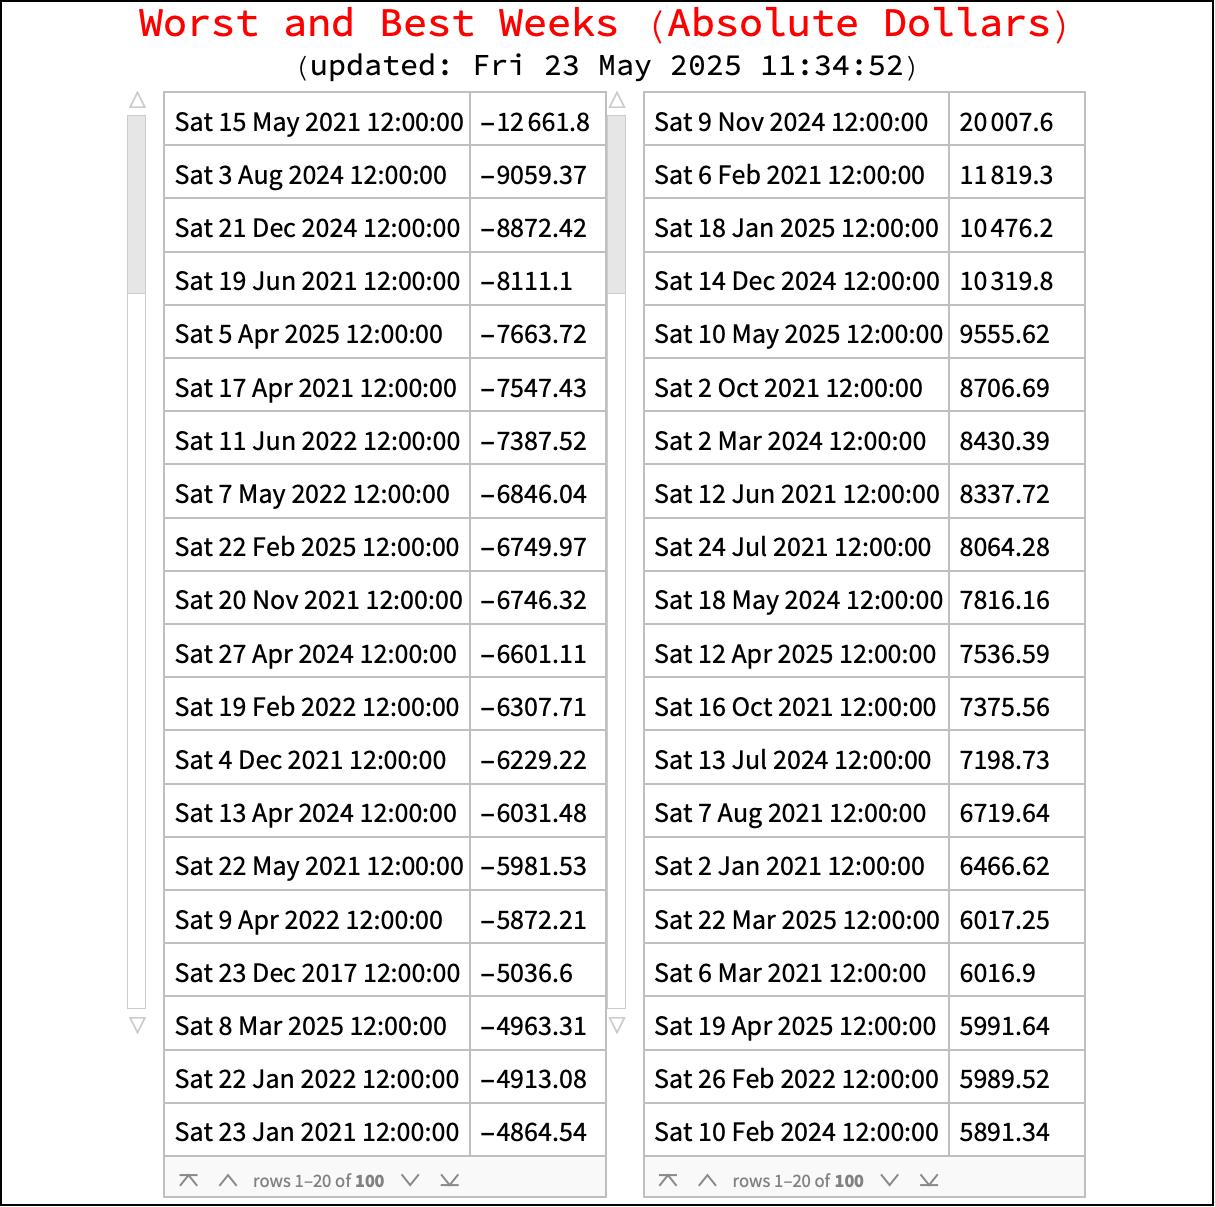 Worst and Best Weeks (Absolute Dollars)
(updated: Fri 23 May 2025 11:34:52)
Sat 15 May 2021 12:00:00 −12 661.8
Sat 3 Aug 2024 12:00:00 −9059.37
Sat 21 Dec 2024 12:00:00 −8872.42
Sat 19 Jun 2021 12:00:00 −8111.1
Sat 5 Apr 2025 12:00:00 −7663.72
Sat 17 Apr 2021 12:00:00 −7547.43
Sat 11 Jun 2022 12:00:00 −7387.52
Sat 7 May 2022 12:00:00 −6846.04
Sat 22 Feb 2025 12:00:00 −6749.97
Sat 20 Nov 2021 12:00:00 −6746.32
Sat 27 Apr 2024 12:00:00 −6601.11
Sat 19 Feb 2022 12:00:00 −6307.71
Sat 4 Dec 2021 12:00:00 −6229.22
Sat 13 Apr 2024 12:00:00 −6031.48
Sat 22 May 2021 12:00:00 −5981.53
Sat 9 Apr 2022 12:00:00 −5872.21
Sat 23 Dec 2017 12:00:00 −5036.6
Sat 8 Mar 2025 12:00:00 −4963.31
Sat 22 Jan 2022 12:00:00 −4913.08
Sat 23 Jan 2021 12:00:00 −4864.54
rows 1–20 of 100
Sat 9 Nov 2024 12:00:00 20 007.6
Sat 6 Feb 2021 12:00:00 11 819.3
Sat 18 Jan 2025 12:00:00 10 476.2
Sat 14 Dec 2024 12:00:00 10 319.8
Sat 10 May 2025 12:00:00 9555.62
Sat 2 Oct 2021 12:00:00 8706.69
Sat 2 Mar 2024 12:00:00 8430.39
Sat 12 Jun 2021 12:00:00 8337.72
Sat 24 Jul 2021 12:00:00 8064.28
Sat 18 May 2024 12:00:00 7816.16
Sat 12 Apr 2025 12:00:00 7536.59
Sat 16 Oct 2021 12:00:00 7375.56
Sat 13 Jul 2024 12:00:00 7198.73
Sat 7 Aug 2021 12:00:00 6719.64
Sat 2 Jan 2021 12:00:00 6466.62
Sat 22 Mar 2025 12:00:00 6017.25
Sat 6 Mar 2021 12:00:00 6016.9
Sat 19 Apr 2025 12:00:00 5991.64
Sat 26 Feb 2022 12:00:00 5989.52
Sat 10 Feb 2024 12:00:00 5891.34
rows 1–20 of 100